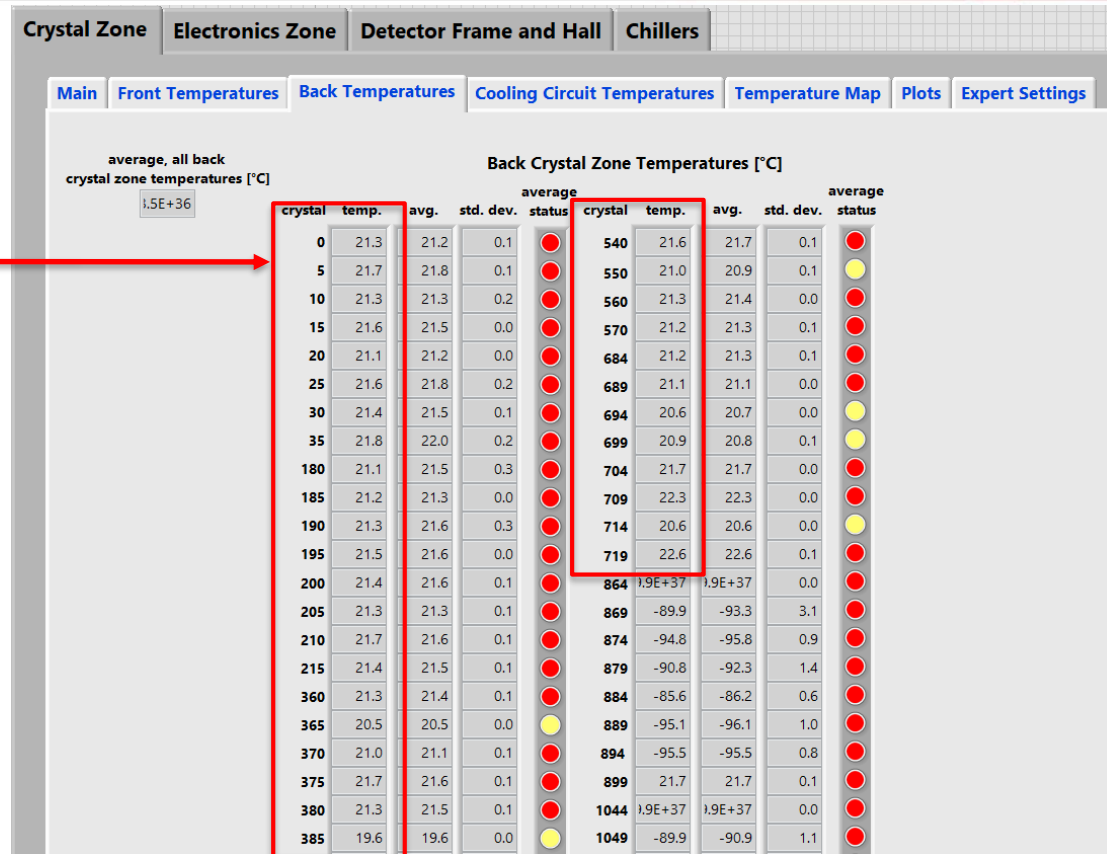 Crystal Zone Electronics Zone Detector Frame and Hall Chillers
Main Front Temperatures Back Temperatures Cooling Circuit Temperatures Temperature Map Plots Expert Settings
average, all back
crystal zone temperatures [°C]
.5E+36
Back Crystal Zone Temperatures [°C]
crystal temp. avg. std. dev. average status crystal temp. avg. std. dev. average status
0 21.3 21.2 0.1 540 21.6 21.7 0.1
5 21.7 21.8 0.1 550 21.0 20.9 0.1
10 21.3 21.3 0.2 560 21.3 21.4 0.0
15 21.6 21.5 0.0 570 21.2 21.3 0.1
20 21.1 21.2 0.0 684 21.2 21.3 0.1
25 21.6 21.8 0.2 689 21.1 21.1 0.0
30 21.4 21.5 0.1 694 20.6 20.7 0.0
35 21.8 22.0 0.2 699 20.9 20.8 0.1
180 21.1 21.5 0.3 704 21.7 21.7 0.0
185 21.2 21.3 0.0 709 22.3 22.3 0.0
190 21.3 21.6 0.3 714 20.6 20.6 0.0
195 21.5 21.6 0.0 719 22.6 22.6 0.1
200 21.4 21.6 0.1 864 .9E+37 .9E+37 0.0
205 21.3 21.3 0.1 869 -89.9 -93.3 3.1
210 21.7 21.6 0.1 874 -94.8 -95.8 0.9
215 21.4 21.5 0.1 879 -90.8 -92.3 1.4
360 21.3 21.4 0.1 884 -85.6 -86.2 0.6
365 20.5 20.5 0.0 889 -95.1 -96.1 1.0
370 21.0 21.1 0.1 894 -95.5 -95.5 0.8
375 21.7 21.6 0.1 899 21.7 21.7 0.1
380 21.3 21.5 0.1 1044 .9E+37 .9E+37 0.0
385 19.6 19.6 0.0 1049 -89.9 -90.9 1.1